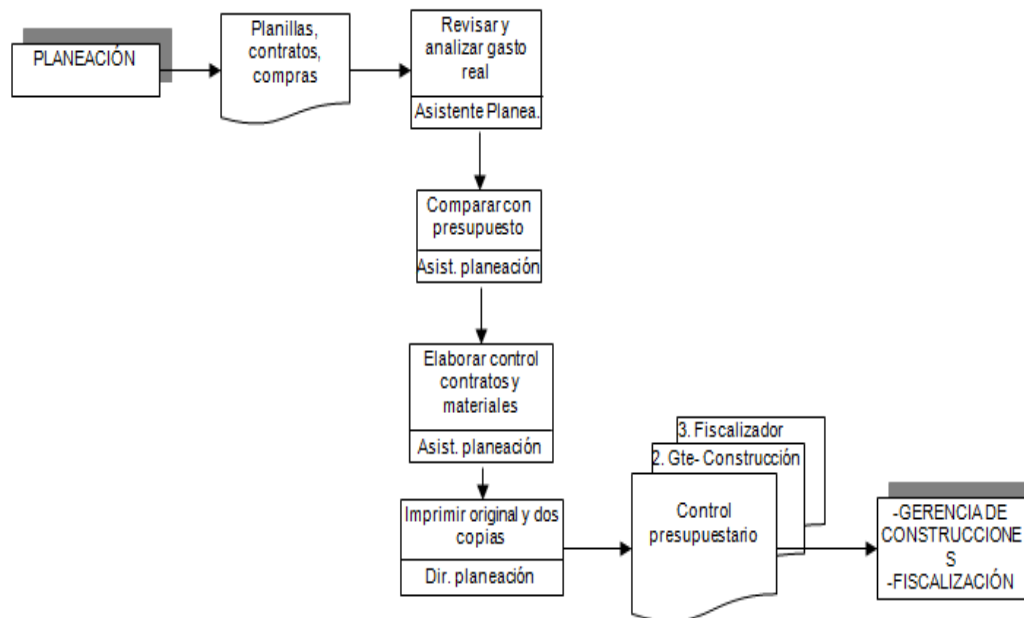 PLANEACIÓN
Planillas,
contratos,
compras
Revisar y
analizar gasto
real
Asistente Planea.
Comparar con
presupuesto
Asist. planeación
Elaborar control
contratos y
materiales
Asist. planeación
Imprimir original y dos
copias
Dir. planeación
3. Fiscalizador
2. Gte- Construcción
Control
presupuestario
-GERENCIA DE
CONSTRUCCIONE
S
-FISCALIZACIÓN